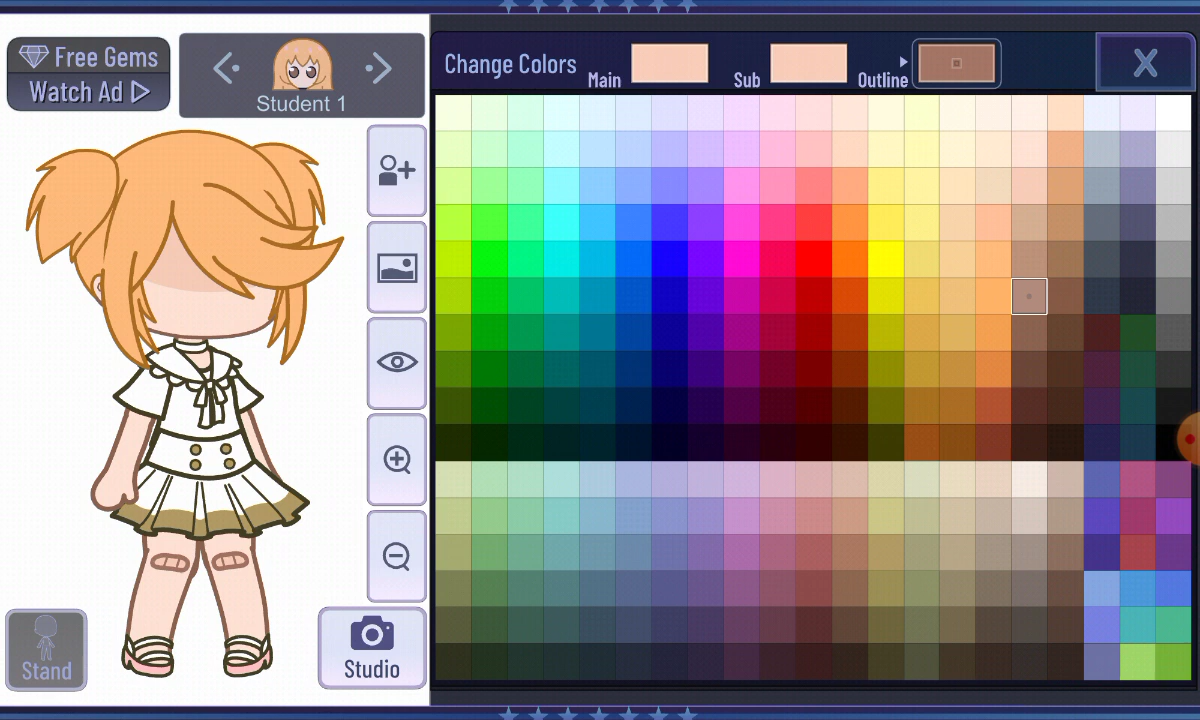 Free Gems
Watch Ad
Student 1
Change Colors
Main
Sub
Outline
X
Stand
Studio